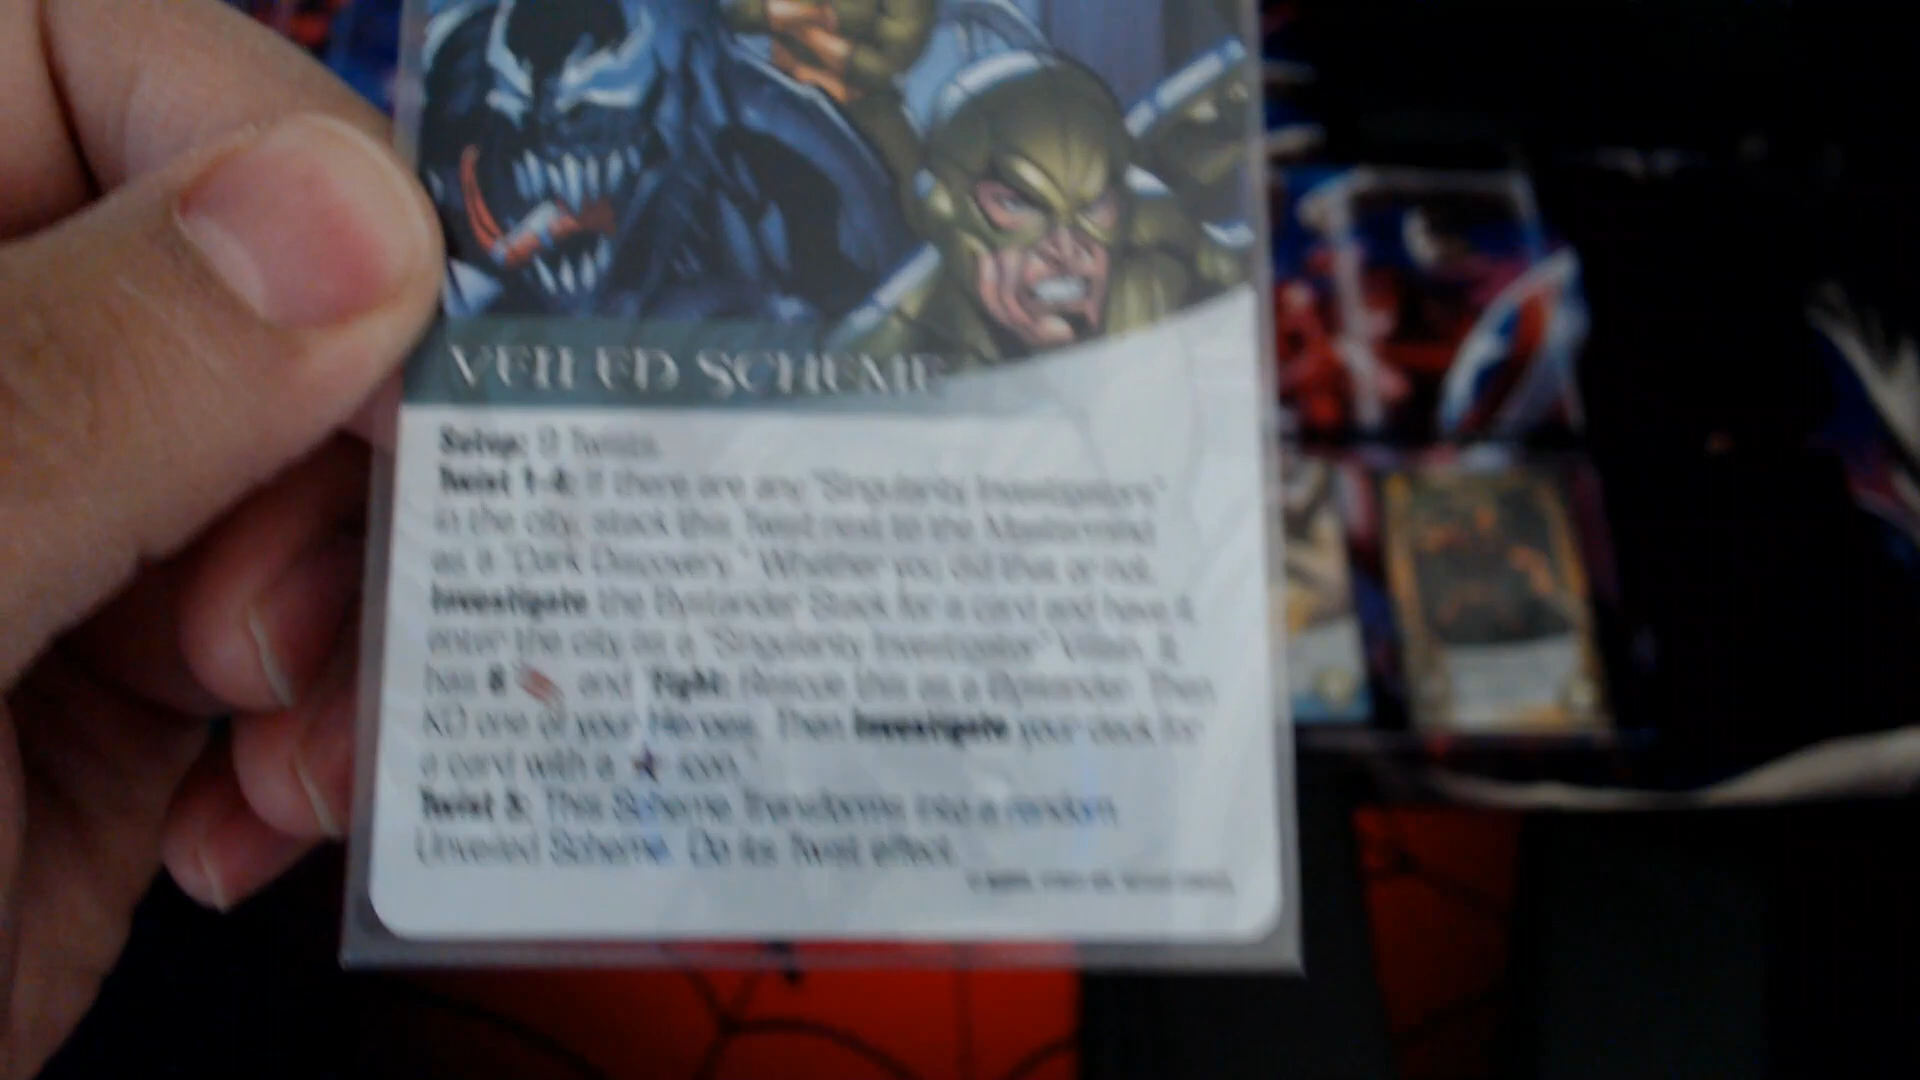 VEILED SCHEME
Setup: 9 Twists.
Twist 1-4: If there are any "Singularity Investigators"
in the city, stack this Twist next to the Mastermind
as a "Dark Discovery." Whether you did that or not,
Investigate the Bystander Stack for a card and have it
enter the city as a "Singularity Investigator" Villain. It
has and "Fight: Rescue this as a Bystander. Then
KO one of your Heroes. Then Investigate your deck for
a card with a icon."
Twist 5: This Scheme Transforms into a random
Unveiled Scheme. Do its Twist effect.